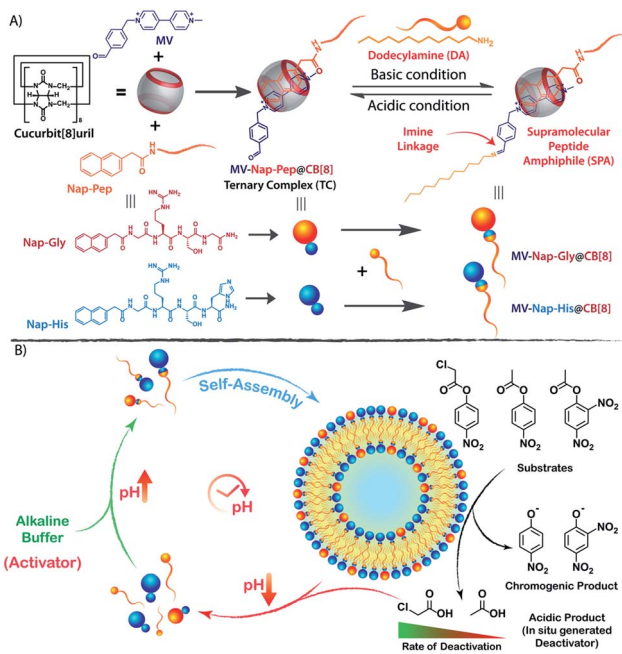 A)
MV
N
N
O
Cucurbit[8]uril
=
+
+
Nap-Pep
Dodecylamine (DA)
NH₂
Basic condition
Acidic condition
MV-Nap-Pep@CB[8]
Ternary Complex (TC)
Imine
Linkage
Supramolecular
Peptide
Amphiphile (SPA)
Nap-Gly
Nap-His
+
MV-Nap-Gly@CB[8]
MV-Nap-His@CB[8]
B)
Self-Assembly
pH
pH
Alkaline
Buffer
(Activator)
pH
Substrates
Chromogenic Product
Acidic Product
(In situ generated
Deactivator)
Rate of Deactivation